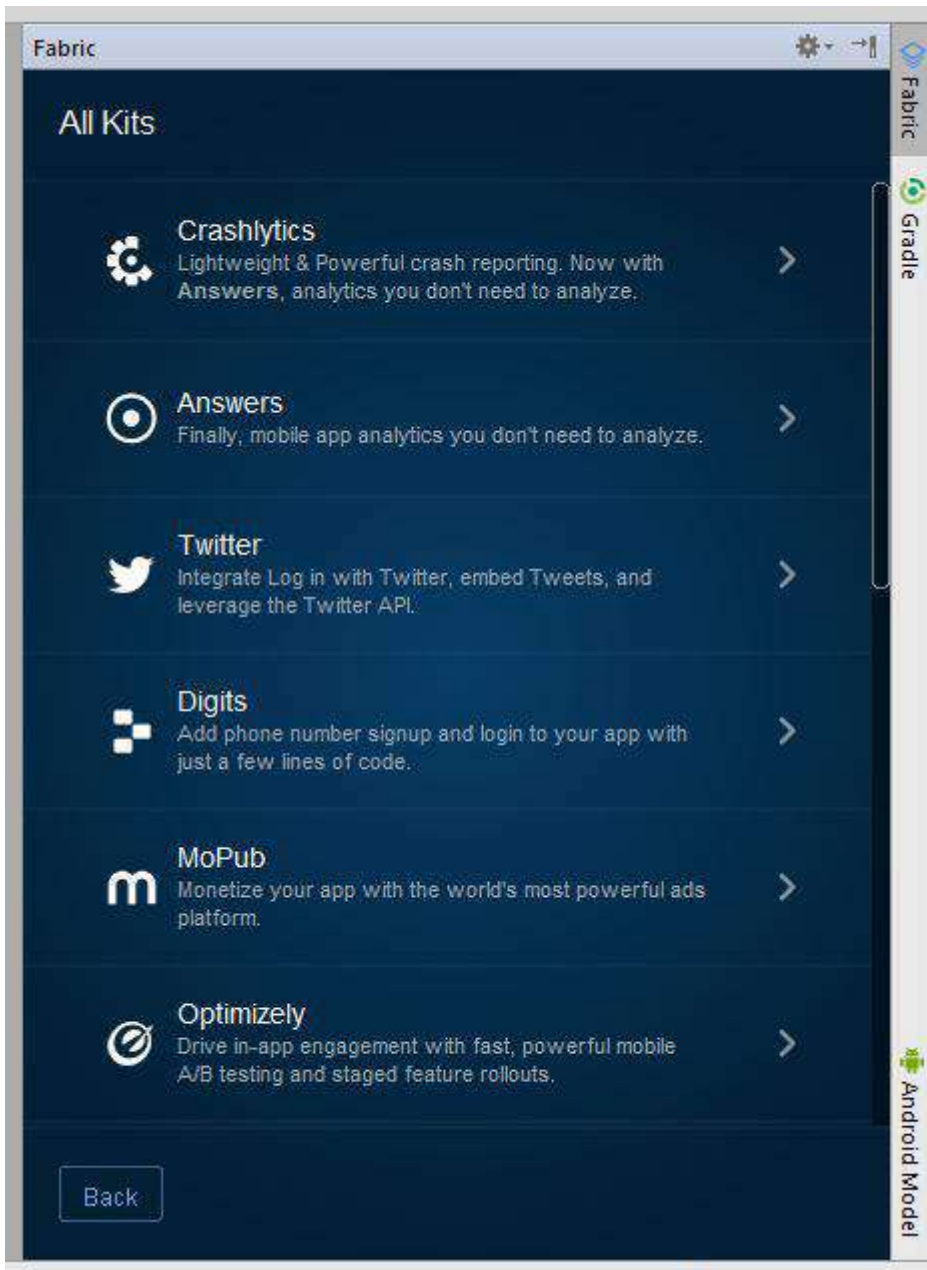 Fabric
All Kits
Crashlytics
Lightweight & Powerful crash reporting. Now with
Answers, analytics you don't need to analyze.
Answers
Finally, mobile app analytics you don't need to analyze.
Twitter
Integrate Log in with Twitter, embed Tweets, and
leverage the Twitter API.
Digits
Add phone number signup and login to your app with
just a few lines of code.
MoPub
Monetize your app with the world's most powerful ads
platform.
Optimizely
Drive in-app engagement with fast, powerful mobile
A/B testing and staged feature rollouts.
Back
Fabric
Gradle
Android Model